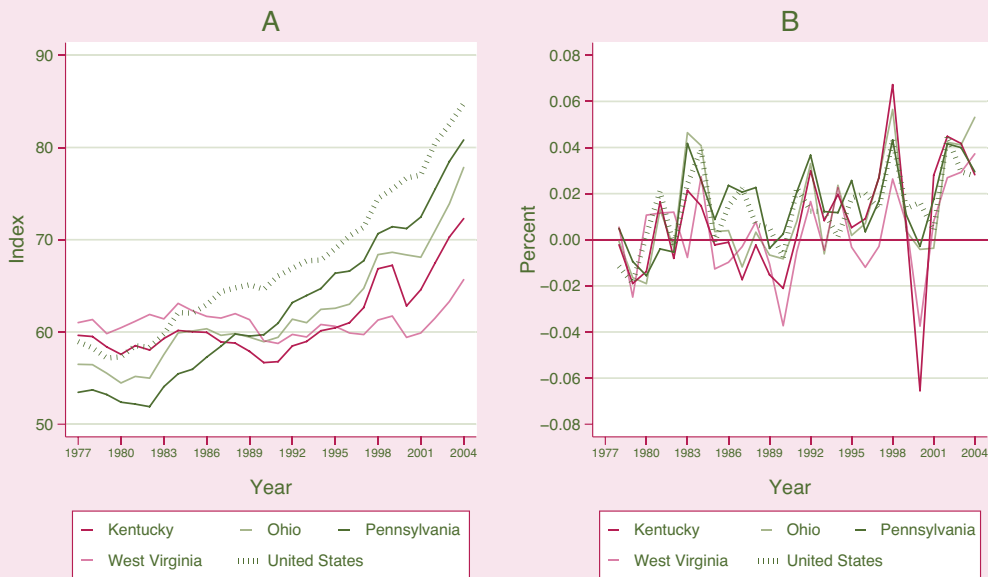 A
Index
90
80
70
60
50
1977 1980 1983 1986 1989 1992 1995 1998 2001 2004
Year
Kentucky Ohio Pennsylvania
West Virginia United States
B
Percent
0.08
0.06
0.04
0.02
0.00
−0.02
−0.04
−0.06
−0.08
1977 1980 1983 1986 1989 1992 1995 1998 2001 2004
Year
Kentucky Ohio Pennsylvania
West Virginia United States